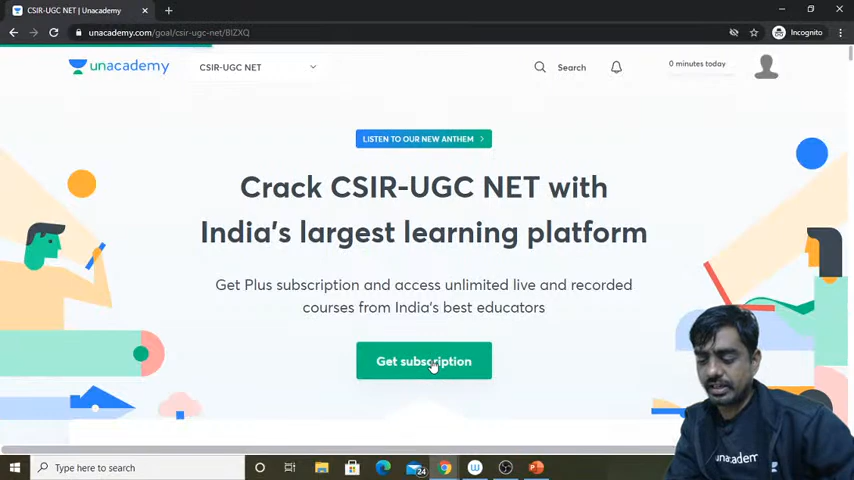 CSIR-UGC NET | Unacademy
unacademy.com/goal/csir-ugc-net/BIZXQ
Incognito
unacademy
CSIR-UGC NET
Search
0 minutes today
LISTEN TO OUR NEW ANTHEM
Crack CSIR-UGC NET with
India's largest learning platform
Get Plus subscription and access unlimited live and recorded
courses from India's best educators
Get subscription
unacadem
Type here to search
24